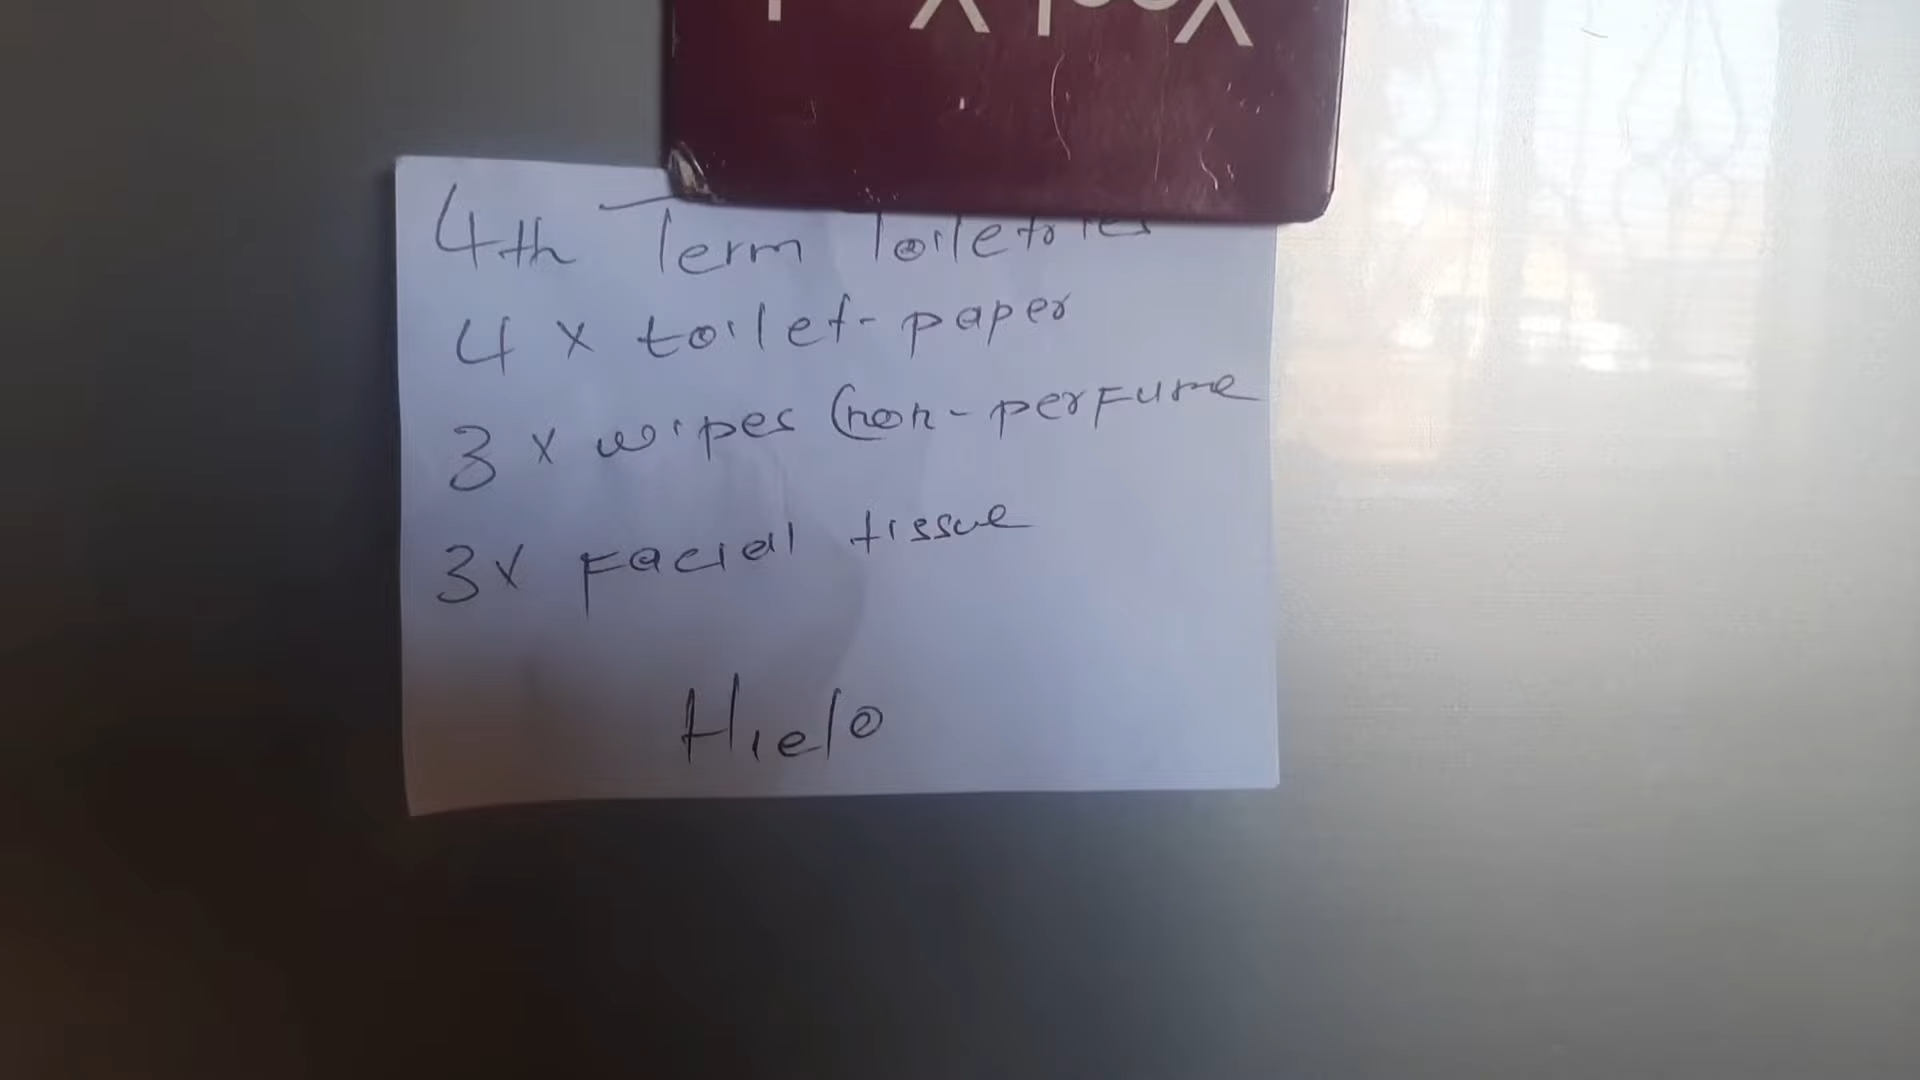 4th Term Toiletries
4 x toilet-paper
3 x wipes (non-perfume
3x Facial tissue
Hielo